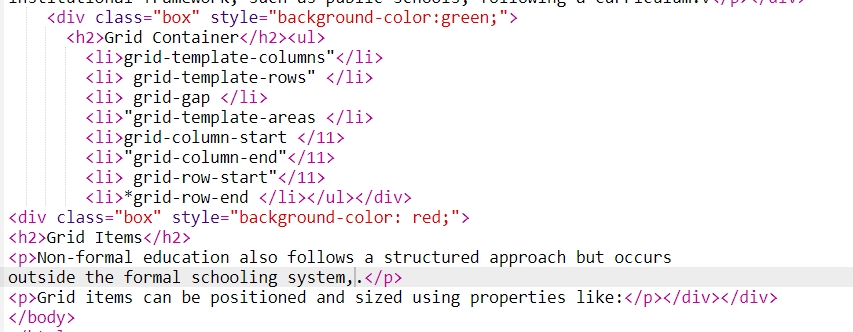 institutional framework, such as public schools, following a curriculum.v</p></div>
<div class="box" style="background-color:green;">
<h2>Grid Container</h2><ul>
<li>grid-template-columns"</li>
<li> grid-template-rows" </li>
<li> grid-gap </li>
<li>"grid-template-areas </li>
<li>grid-column-start </11>
<li>"grid-column-end"</11>
<li> grid-row-start"</11>
<li>*grid-row-end </li></ul></div>
<div class="box" style="background-color: red;">
<h2>Grid Items</h2>
<p>Non-formal education also follows a structured approach but occurs
outside the formal schooling system,.</p>
<p>Grid items can be positioned and sized using properties like:</p></div></div>
</body>